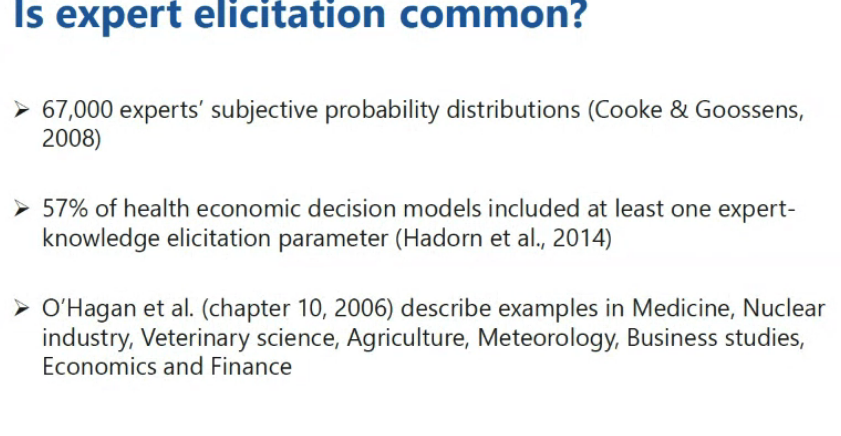 Is expert elicitation common?
➢ 67,000 experts’ subjective probability distributions (Cooke & Goossens,
2008)
➢ 57% of health economic decision models included at least one expert-
knowledge elicitation parameter (Hadorn et al., 2014)
➢ O’Hagan et al. (chapter 10, 2006) describe examples in Medicine, Nuclear
industry, Veterinary science, Agriculture, Meteorology, Business studies,
Economics and Finance